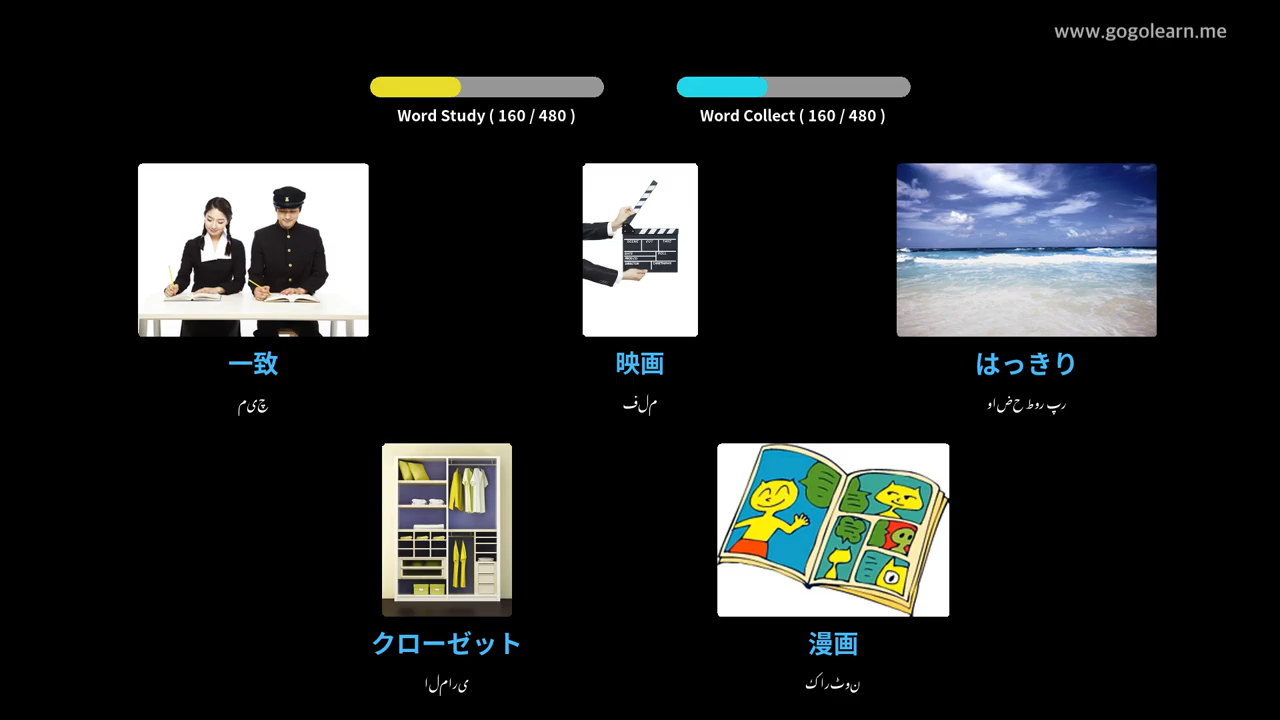 www.gogolearn.me
Word Study ( 160 / 480 )
Word Collect ( 160 / 480 )
一致
میچ
映画
فلم
はっきり
واضح طور پر
クローゼット
الماری
漫画
کارٹون